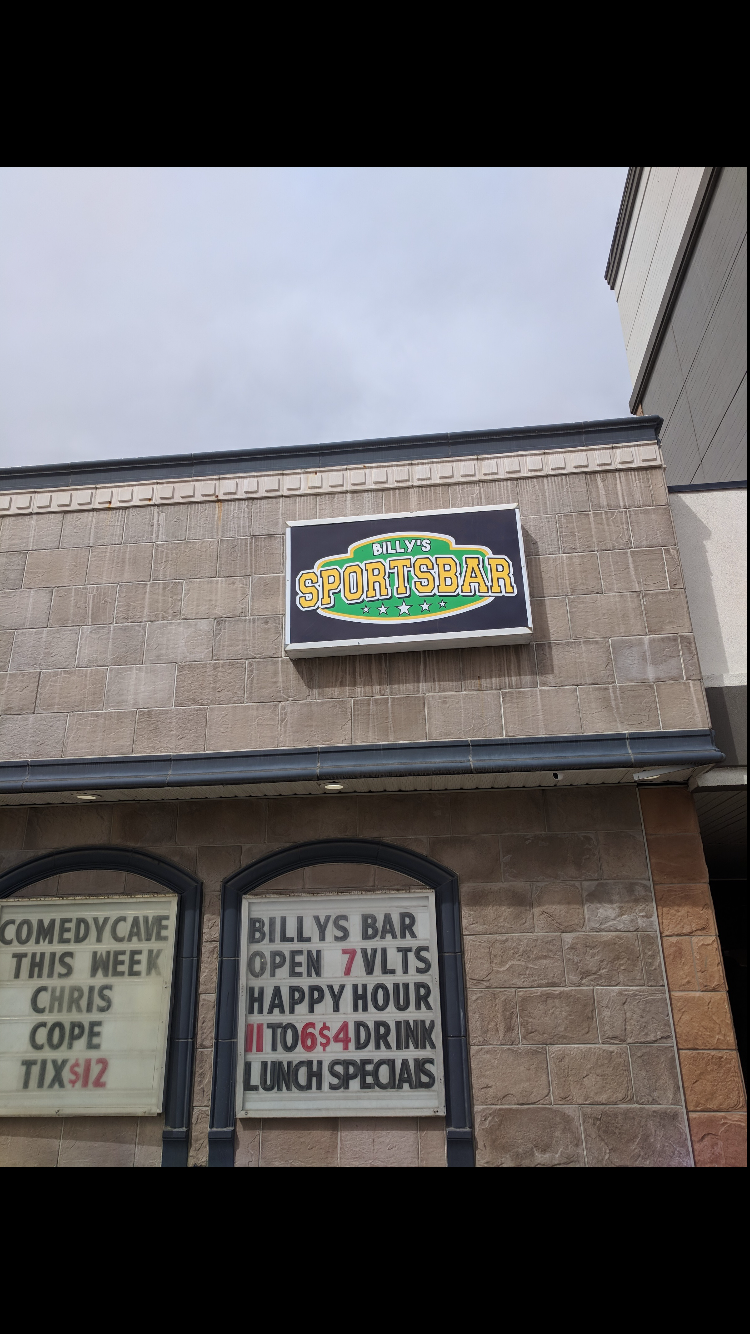 BILLY'S
SPORTSBAR
COMEDYCAVE
THIS WEEK
CHRIS
COPE
TIX$12
BILLYS BAR
OPEN 7VLTS
HAPPY HOUR
11TO6$4DRINK
LUNCH SPECIALS